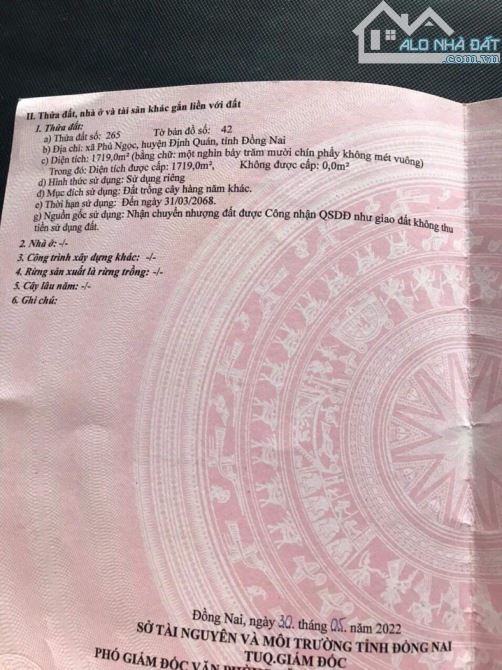 ALO NHÀ ĐẤT
.com.vn
II. Thửa đất, nhà ở và tài sản khác gắn liền với đất
1. Thửa đất:
a) Thửa đất số: 265 Tờ bản đồ số: 42
b) Địa chỉ: xã Phú Ngọc, huyện Định Quán, tỉnh Đồng Nai
c) Diện tích: 1719,0m² (bằng chữ: một nghìn bảy trăm mười chín phẩy không mét vuông)
Trong đó: Diện tích được cấp: 1719,0m², Không được cấp: 0,0m²
d) Hình thức sử dụng: Sử dụng riêng
đ) Mục đích sử dụng: Đất trồng cây hàng năm khác.
e) Thời hạn sử dụng: Đến ngày 31/03/2068.
g) Nguồn gốc sử dụng: Nhận chuyển nhượng đất được Công nhận QSDĐ như giao đất không thu
tiền sử dụng đất.
2. Nhà ở: -/-
3. Công trình xây dựng khác: -/-
4. Rừng sản xuất là rừng trồng: -/-
5. Cây lâu năm: -/-
6. Ghi chú:
Đồng Nai, ngày 30 tháng 05 năm 2022
SỞ TÀI NGUYÊN VÀ MÔI TRƯỜNG TỈNH ĐỒNG NAI
TUQ.GIÁM ĐỐC
PHÓ GIÁM ĐỐC VĂN